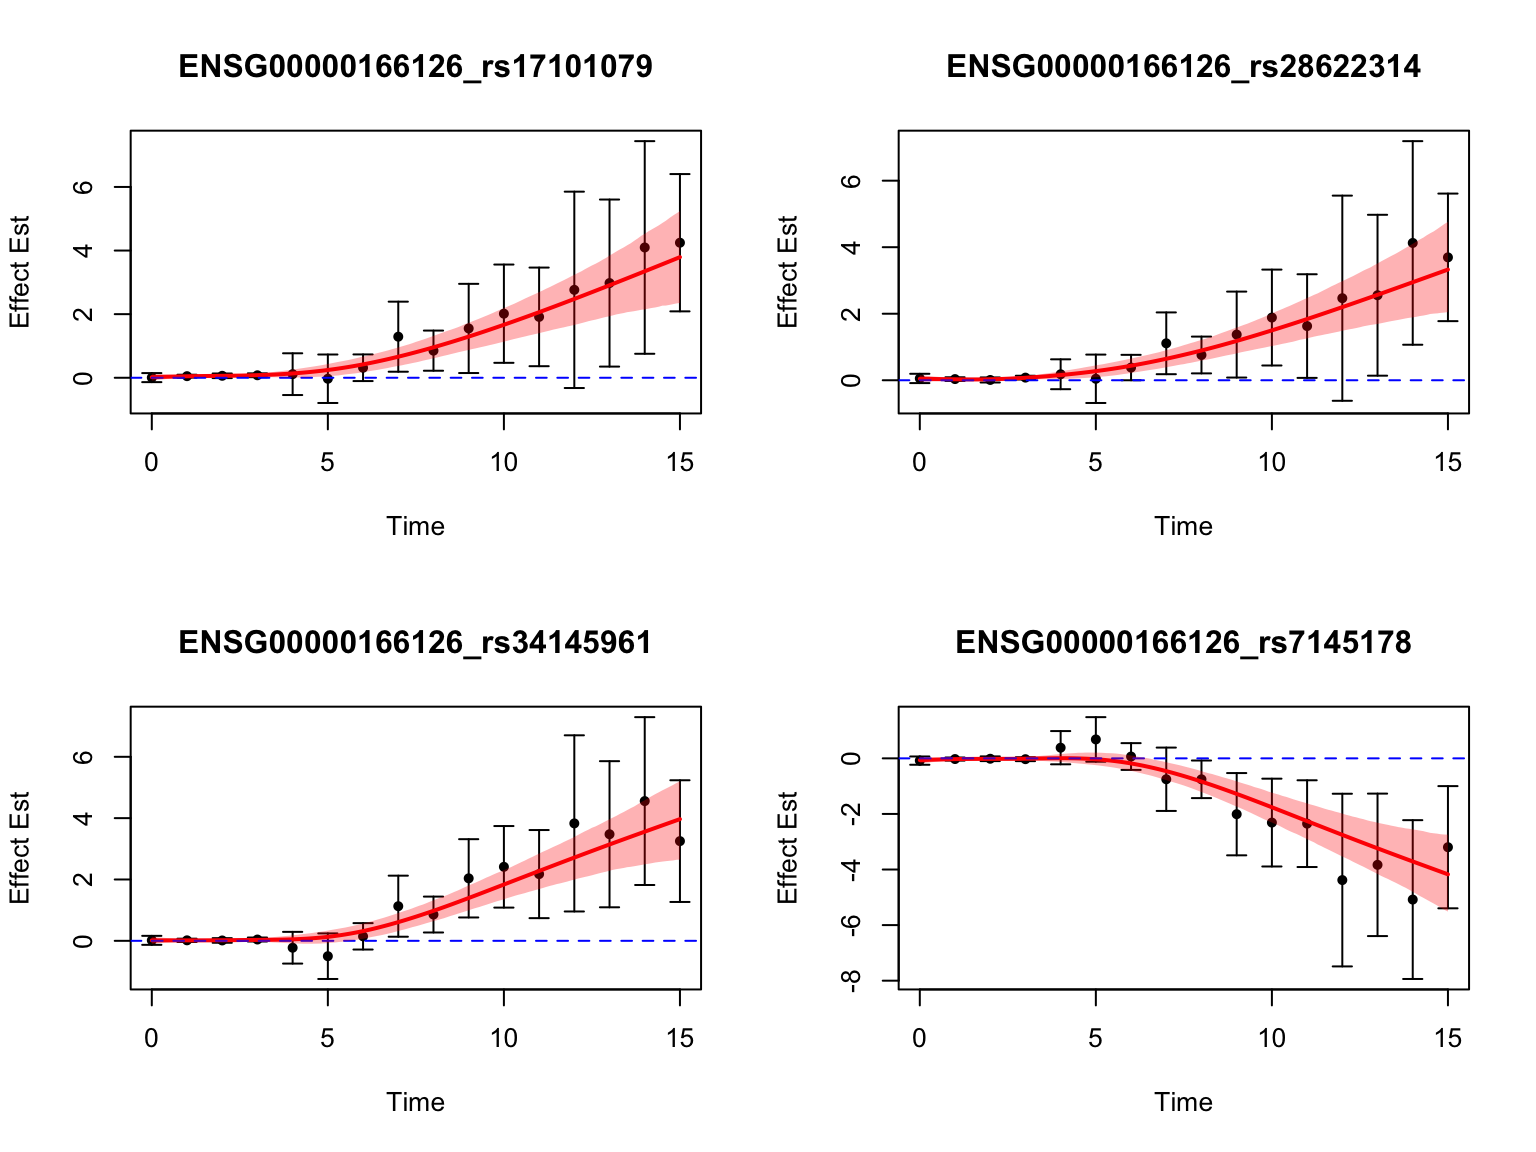 ENSG00000166126_rs17101079
Effect Est
0 2 4 6
0 5 10 15
Time
ENSG00000166126_rs28622314
Effect Est
0 2 4 6
0 5 10 15
Time
ENSG00000166126_rs34145961
Effect Est
0 2 4 6
0 5 10 15
Time
ENSG00000166126_rs7145178
Effect Est
-8 -6 -4 -2 0
0 5 10 15
Time